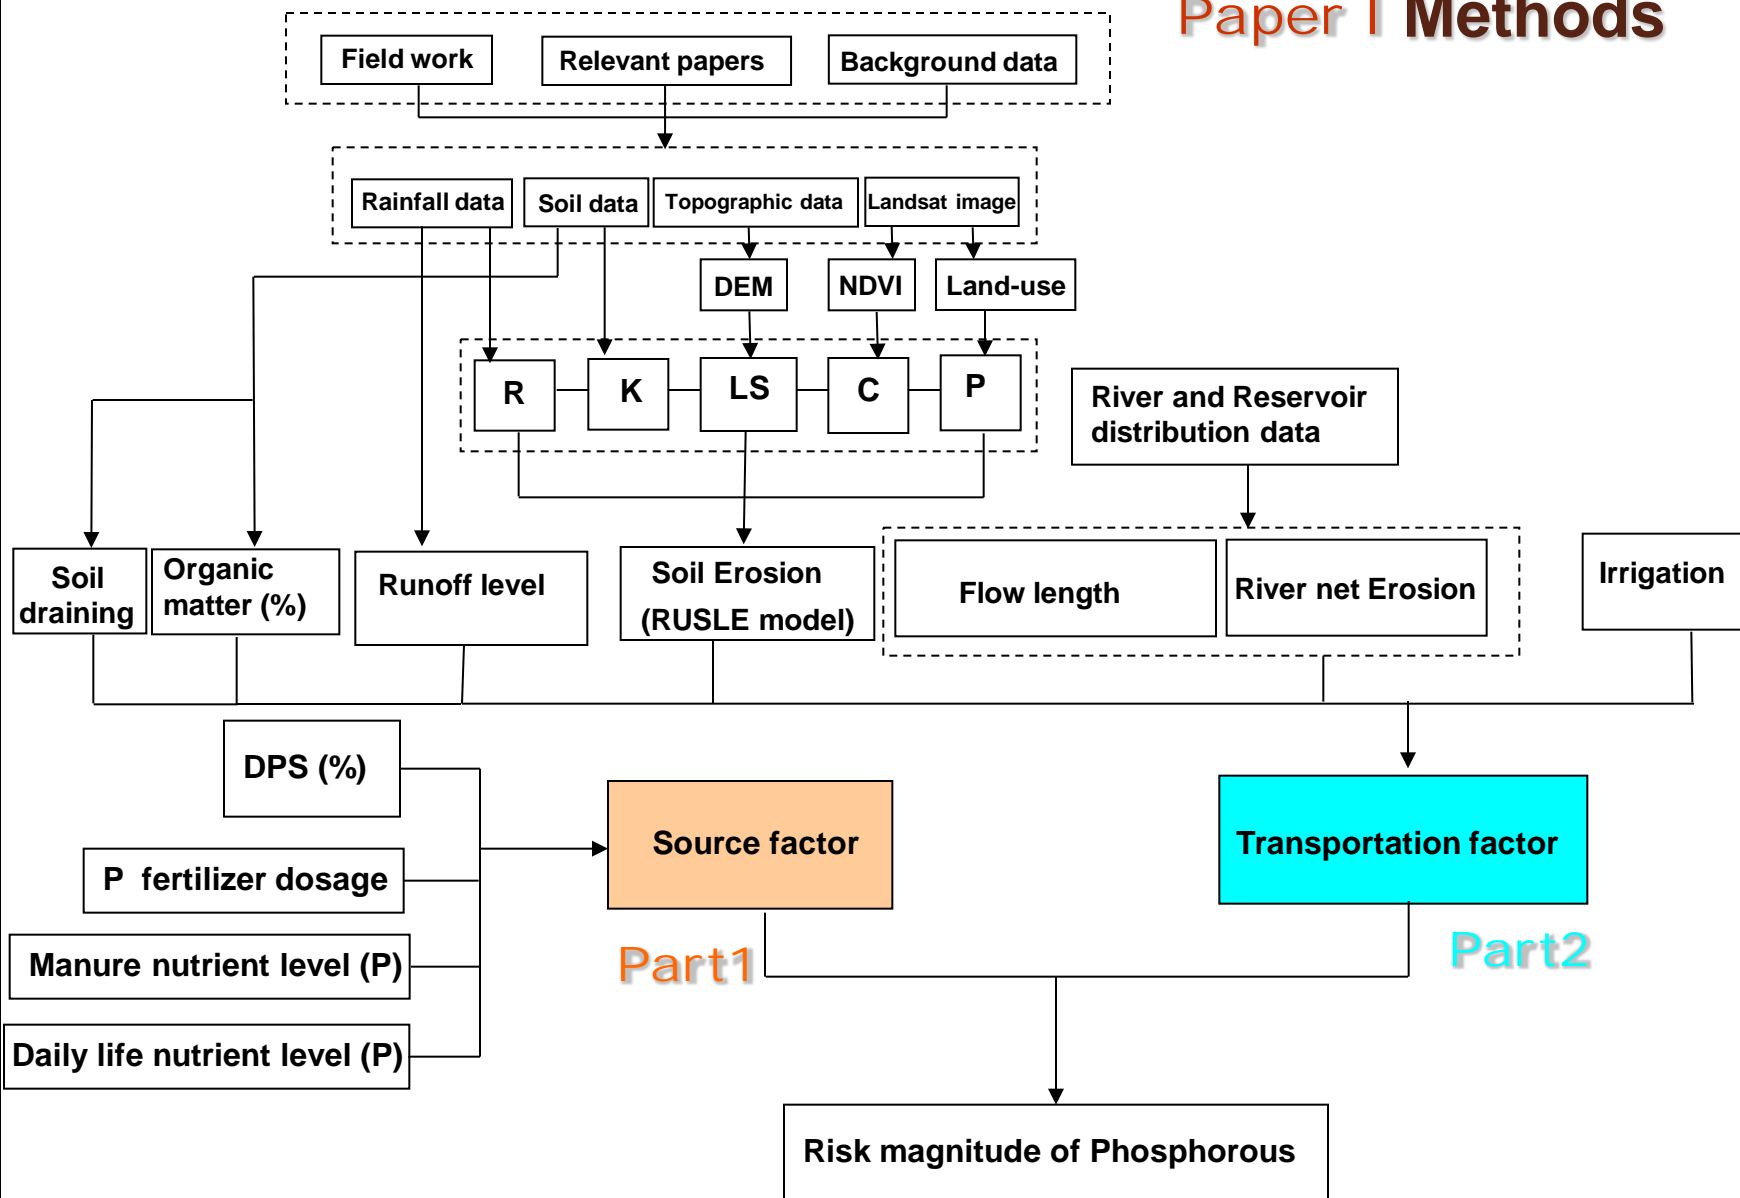 Paper I Methods
Field work
Relevant papers
Background data
Rainfall data
Soil data
Topographic data
Landsat image
DEM
NDVI
Land-use
R
K
LS
C
P
River and Reservoir
distribution data
Soil
draining
Organic
matter (%)
Runoff level
Soil Erosion
(RUSLE model)
Flow length
River net Erosion
Irrigation
DPS (%)
P fertilizer dosage
Manure nutrient level (P)
Daily life nutrient level (P)
Source factor
Transportation factor
Part1
Part2
Risk magnitude of Phosphorous